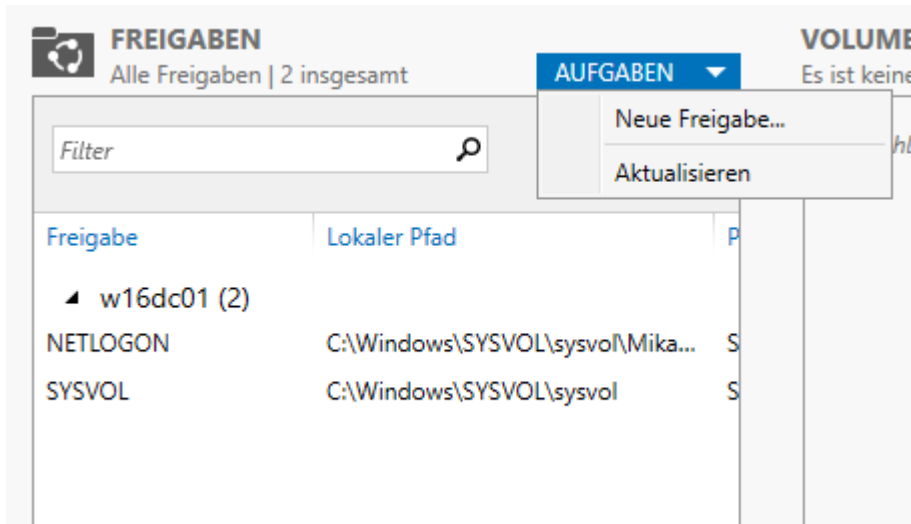 FREIGABEN
Alle Freigaben | 2 insgesamt
AUFGABEN
Neue Freigabe...
Aktualisieren
Filter
Freigabe Lokaler Pfad P
w16dc01 (2)
NETLOGON C:\Windows\SYSVOL\sysvol\Mika... S
SYSVOL C:\Windows\SYSVOL\sysvol S
VOLUME
Es ist keine